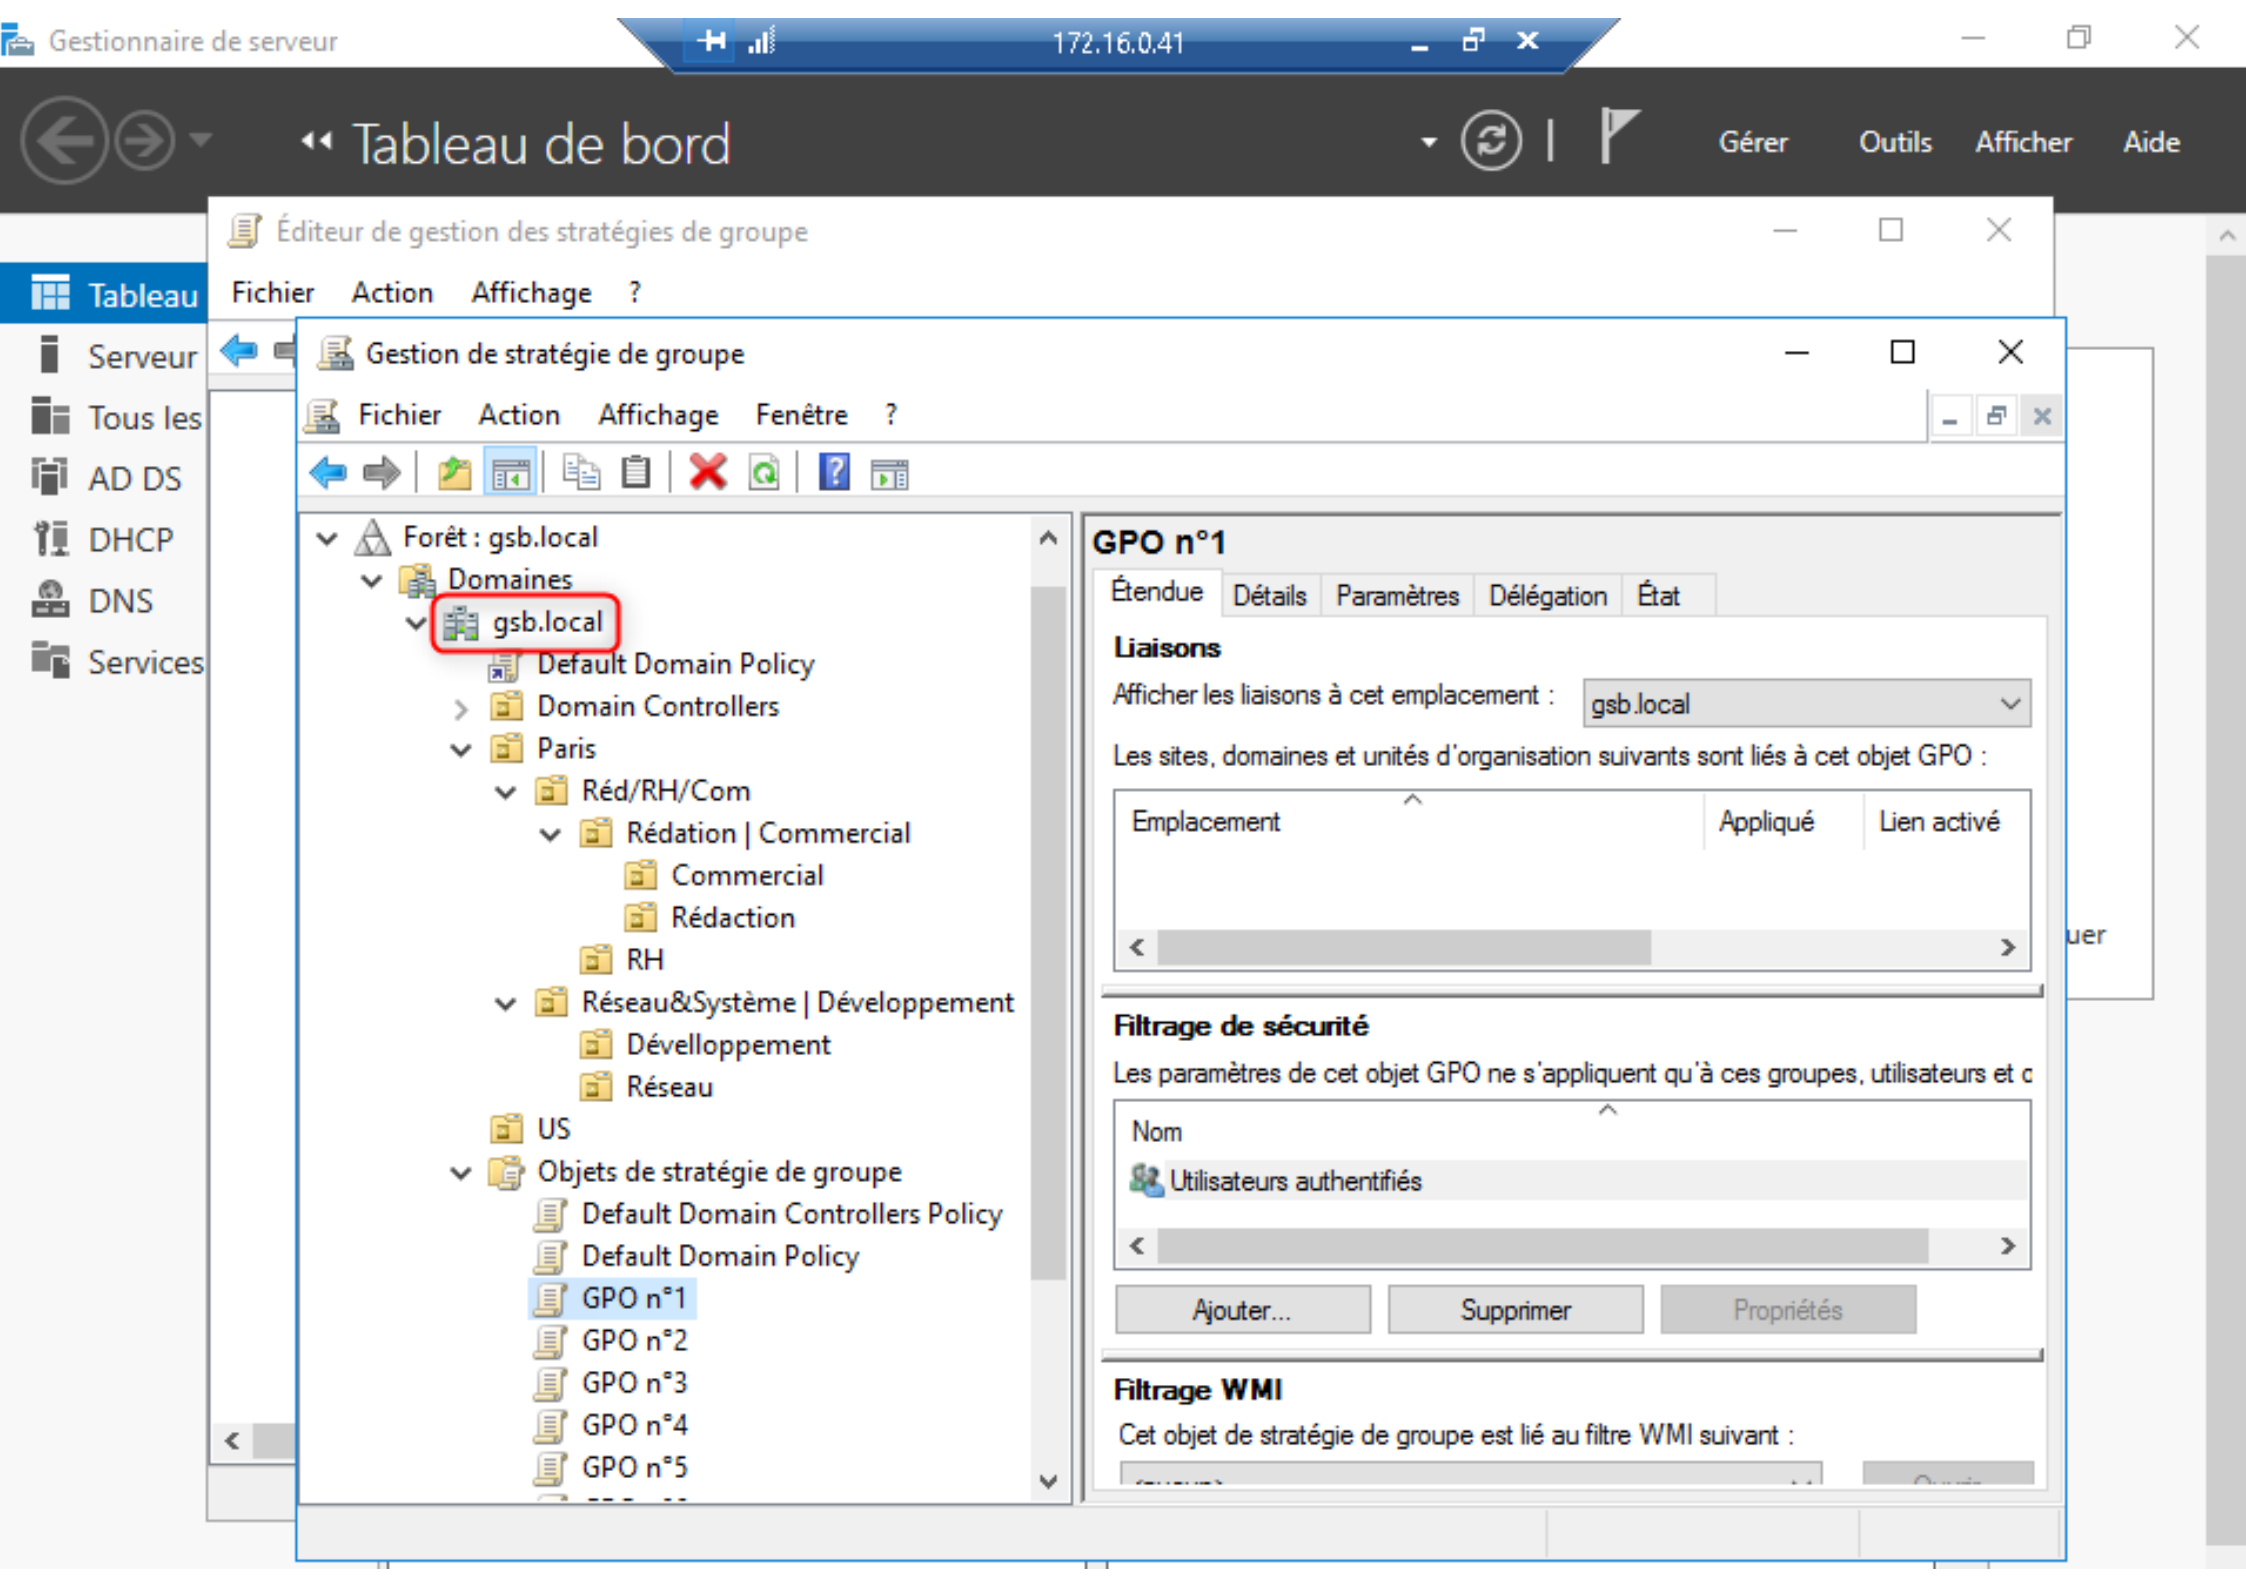 Gestionnaire de serveur
172.16.0.41
Tableau de bord
Gérer Outils Afficher Aide
Éditeur de gestion des stratégies de groupe
Fichier Action Affichage ?
Tableau
Serveur
Tous les
AD DS
DHCP
DNS
Services
Gestion de stratégie de groupe
Fichier Action Affichage Fenêtre ?
Forêt : gsb.local
Domaines
gsb.local
Default Domain Policy
Domain Controllers
Paris
Réd/RH/Com
Rédation | Commercial
Commercial
Rédaction
RH
Réseau&Système | Développement
Dévelloppement
Réseau
US
Objets de stratégie de groupe
Default Domain Controllers Policy
Default Domain Policy
GPO n°1
GPO n°2
GPO n°3
GPO n°4
GPO n°5
GPO n°1
Étendue Détails Paramètres Délégation État
Liaisons
Afficher les liaisons à cet emplacement : gsb.local
Les sites, domaines et unités d'organisation suivants sont liés à cet objet GPO :
Emplacement Appliqué Lien activé
Filtrage de sécurité
Les paramètres de cet objet GPO ne s'appliquent qu'à ces groupes, utilisateurs et
Nom
Utilisateurs authentifiés
Ajouter... Supprimer Propriétés
Filtrage WMI
Cet objet de stratégie de groupe est lié au filtre WMI suivant :
uer